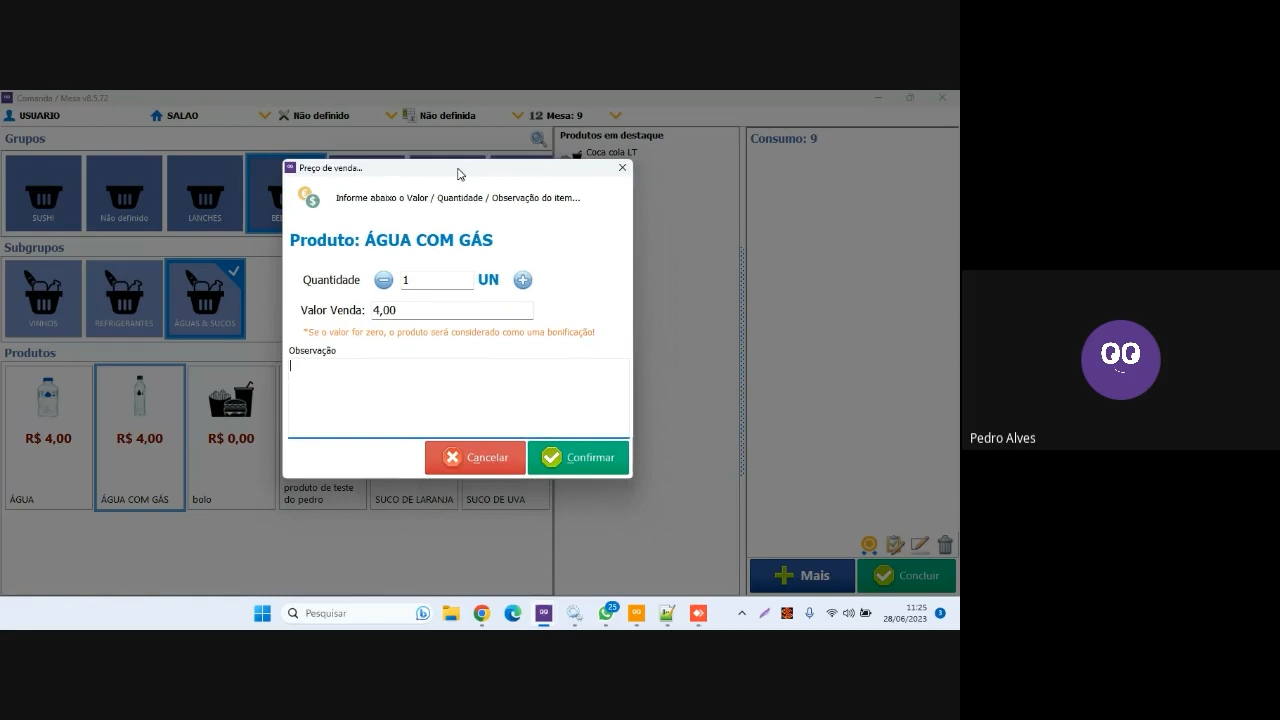 Comanda / Mesa v8.5.72
USUARIO
SALAO
Não definido
Não definida
12 Mesa: 9
Grupos
Produtos em destaque
Consumo: 9
Coca cola LT
Preço de venda...
Informe abaixo o Valor / Quantidade / Observação do item...
SUSHI
Não definido
LANCHES
Produto: ÁGUA COM GÁS
Subgrupos
Quantidade
1
UN
Valor Venda:
4,00
*Se o valor for zero, o produto será considerado como uma bonificação!
VINHOS
REFRIGERANTES
ÁGUAS & SUCOS
Observação
Produtos
R$ 4,00
R$ 4,00
R$ 0,00
Cancelar
Confirmar
ÁGUA
ÁGUA COM GÁS
bolo
produto de teste
do pedro
SUCO DE LARANJA
SUCO DE UVA
Mais
Concluir
Pedro Alves
Pesquisar
25
11:25
28/06/2023
3